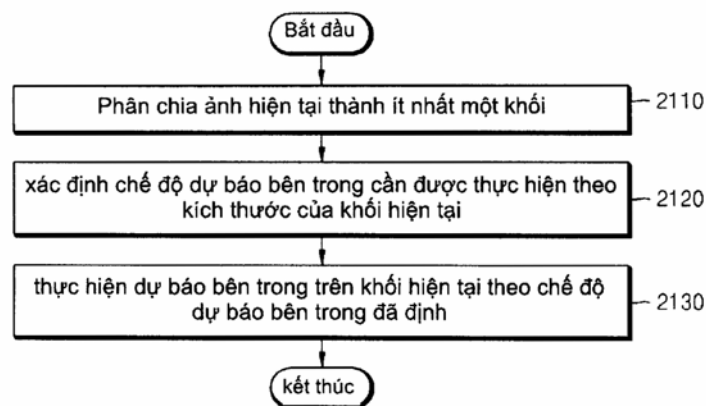 Bắt đầu
Phân chia ảnh hiện tại thành ít nhất một khối
2110
xác định chế độ dự báo bên trong cần được thực hiện theo
kích thước của khối hiện tại
2120
thực hiện dự báo bên trong trên khối hiện tại theo chế độ
dự báo bên trong đã định
2130
kết thúc